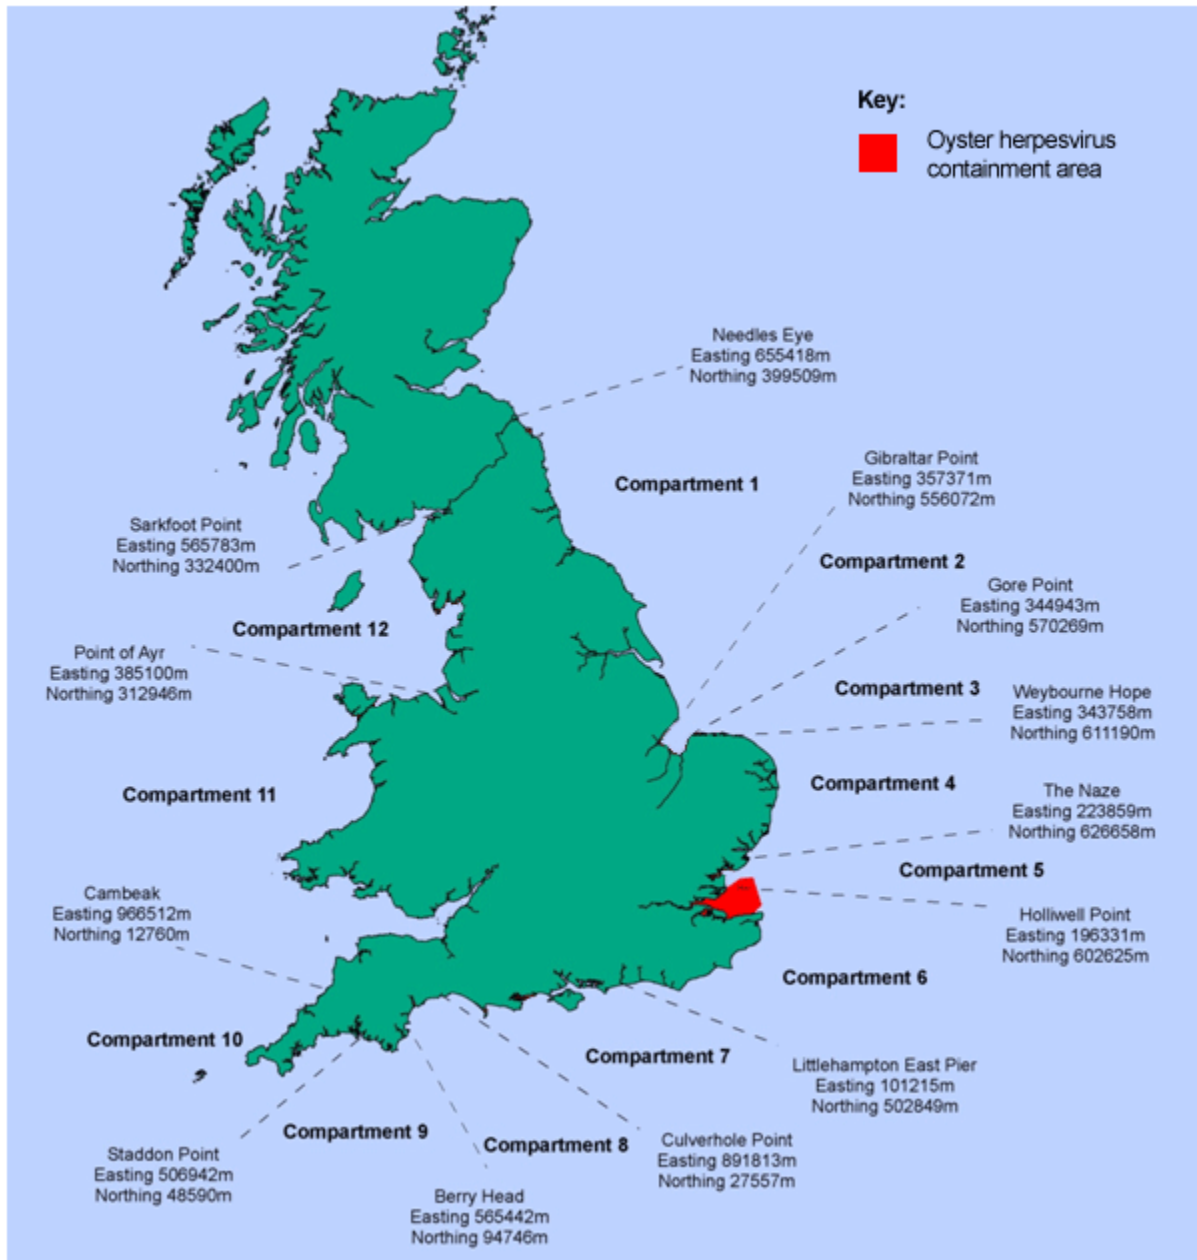 Key:
Oyster herpesvirus
containment area
Needles Eye
Easting 655418m
Northing 399509m
Compartment 1
Gibraltar Point
Easting 357371m
Northing 556072m
Sarkfoot Point
Easting 565783m
Northing 332400m
Compartment 2
Gore Point
Easting 344943m
Northing 570269m
Compartment 12
Point of Ayr
Easting 385100m
Northing 312946m
Compartment 3
Weybourne Hope
Easting 343758m
Northing 611190m
Compartment 11
Compartment 4
The Naze
Easting 223859m
Northing 626658m
Compartment 5
Cambeak
Easting 966512m
Northing 12760m
Holliwell Point
Easting 196331m
Northing 602625m
Compartment 6
Compartment 10
Compartment 7
Littlehampton East Pier
Easting 101215m
Northing 502849m
Compartment 9
Compartment 8
Culverhole Point
Easting 891813m
Northing 27557m
Staddon Point
Easting 506942m
Northing 48590m
Berry Head
Easting 565442m
Northing 94746m